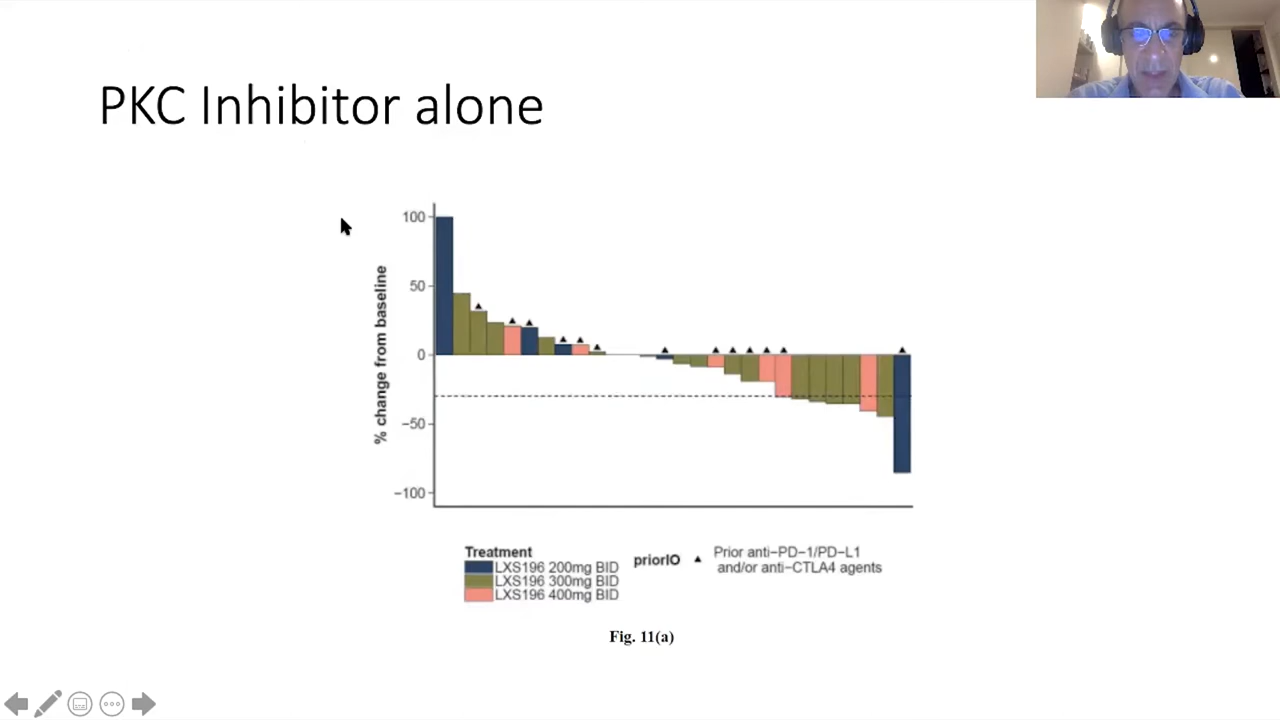 PKC Inhibitor alone
% change from baseline
100
50
0
−50
−100
Treatment
LXS196 200mg BID
LXS196 300mg BID
LXS196 400mg BID
priorIO
▲ Prior anti−PD−1/PD−L1
and/or anti−CTLA4 agents
Fig. 11(a)